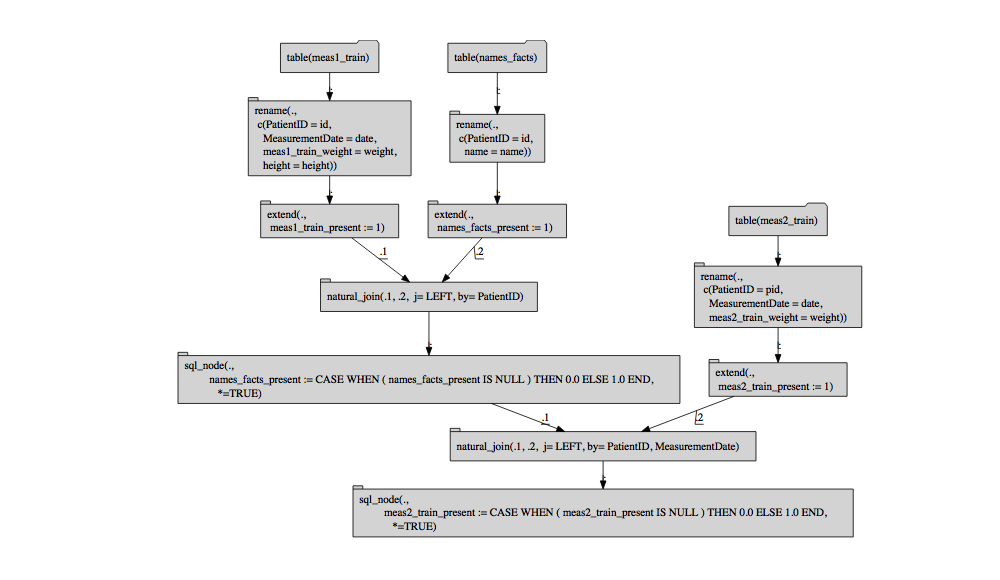 table(meas1_train)
table(names_facts)
rename(.,
c(PatientID = id,
MeasurementDate = date,
meas1_train_weight = weight,
height = height))
rename(.,
c(PatientID = id,
name = name))
extend(.,
meas1_train_present := 1)
extend(.,
names_facts_present := 1)
table(meas2_train)
.1
.2
rename(.,
c(PatientID = pid,
MeasurementDate = date,
meas2_train_weight = weight))
natural_join(.1, .2, j= LEFT, by= PatientID)
sql_node(.,
names_facts_present := CASE WHEN ( names_facts_present IS NULL ) THEN 0.0 ELSE 1.0 END,
*=TRUE)
extend(.,
meas2_train_present := 1)
.1
.2
natural_join(.1, .2, j= LEFT, by= PatientID, MeasurementDate)
sql_node(.,
meas2_train_present := CASE WHEN ( meas2_train_present IS NULL ) THEN 0.0 ELSE 1.0 END,
*=TRUE)